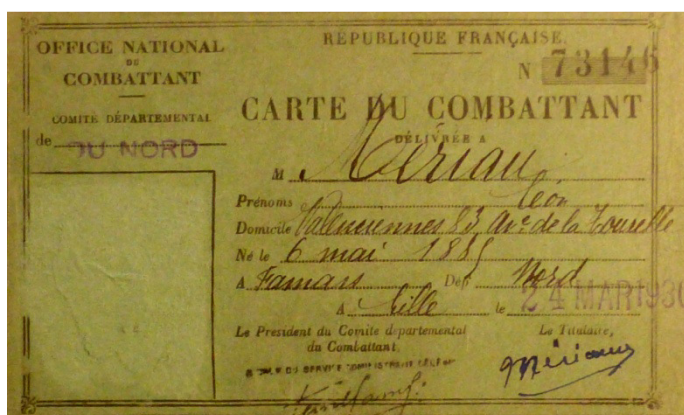 OFFICE NATIONAL
DU
COMBATTANT
COMITÉ DÉPARTEMENTAL
de DU NORD
RÉPUBLIQUE FRANÇAISE.
N 73146
CARTE DU COMBATTANT
DÉLIVRÉE A
M Mériau
Prénoms Léon
Domicile Valenciennes 83, Av. de la Tourelle
Né le 6 mai 1885
A Famars Dép Nord
A Lille le 24 MAR 1930
Le Président du Comité départemental
du Combattant,
Le Titulaire,
Mériau